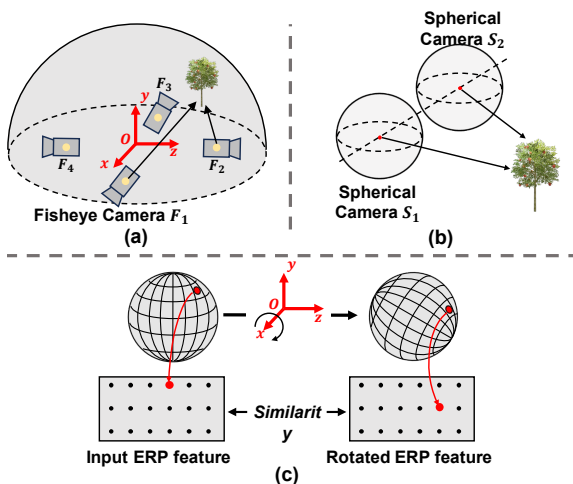 F3
y
O
x
z
F4
F2
Fisheye Camera F1
(a)
Spherical
Camera S2
Spherical
Camera S1
(b)
y
O
z
x
Similarit
y
Input ERP feature
Rotated ERP feature
(c)